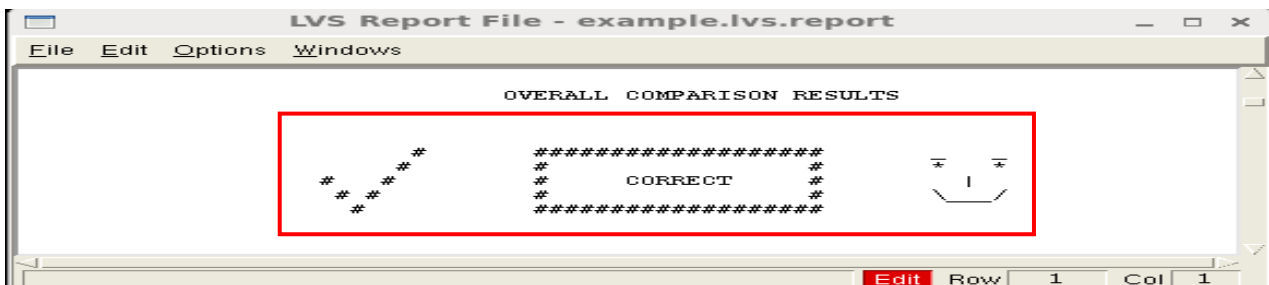 LVS Report File - example.lvs.report
File Edit Options Windows
OVERALL COMPARISON RESULTS
# ################### _ _
# # # * *
# # # CORRECT # |
# # # # \___/
# ###################
Edit Row 1 Col 1